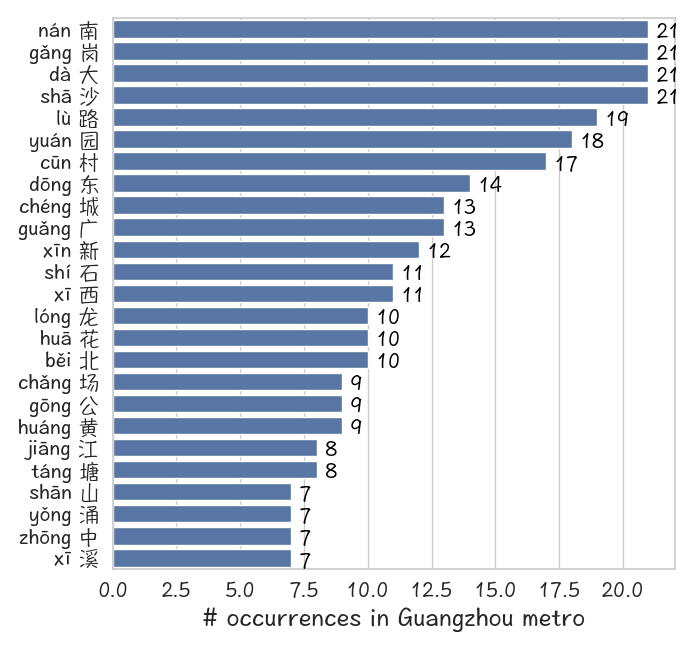 nán 南 21
gǎng 岗 21
dà 大 21
shā 沙 21
lù 路 19
yuán 园 18
cūn 村 17
dōng 东 14
chéng 城 13
guǎng 广 13
xīn 新 12
shí 石 11
xī 西 11
lóng 龙 10
huā 花 10
běi 北 10
chǎng 场 9
gōng 公 9
huáng 黄 9
jiāng 江 8
táng 塘 8
shān 山 7
yǒng 涌 7
zhōng 中 7
xī 溪 7
0.0 2.5 5.0 7.5 10.0 12.5 15.0 17.5 20.0
# occurrences in Guangzhou metro